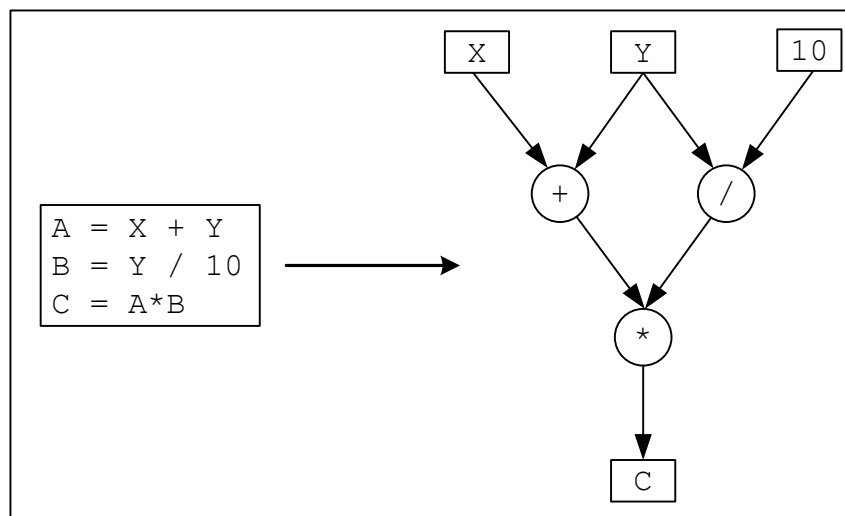 X Y 10
+ /
A = X + Y
B = Y / 10
C = A*B
*
C